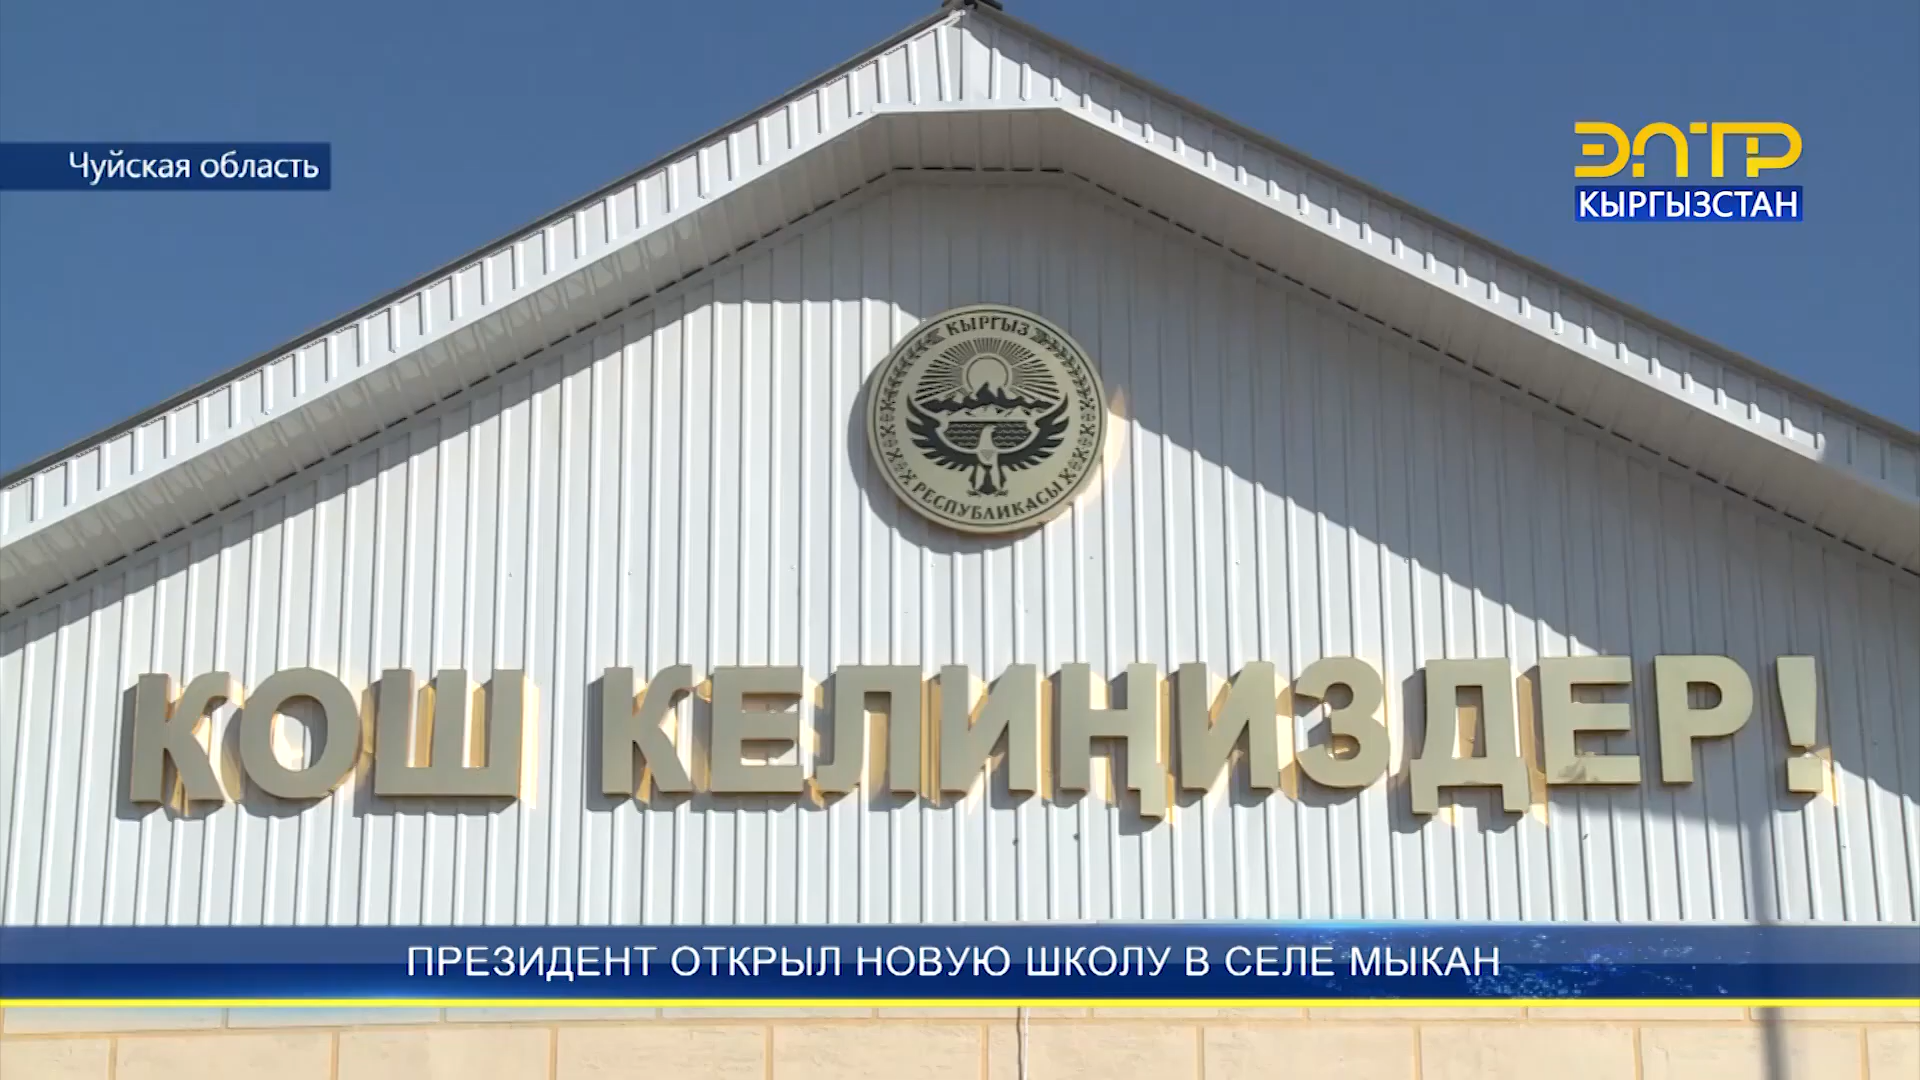 Чуйская область
ЭЛТР
КЫРГЫЗСТАН
КЫРГЫЗ
РЕСПУБЛИКАСЫ
КОШ КЕЛИҢИЗДЕР!
ПРЕЗИДЕНТ ОТКРЫЛ НОВУЮ ШКОЛУ В СЕЛЕ МЫКАН